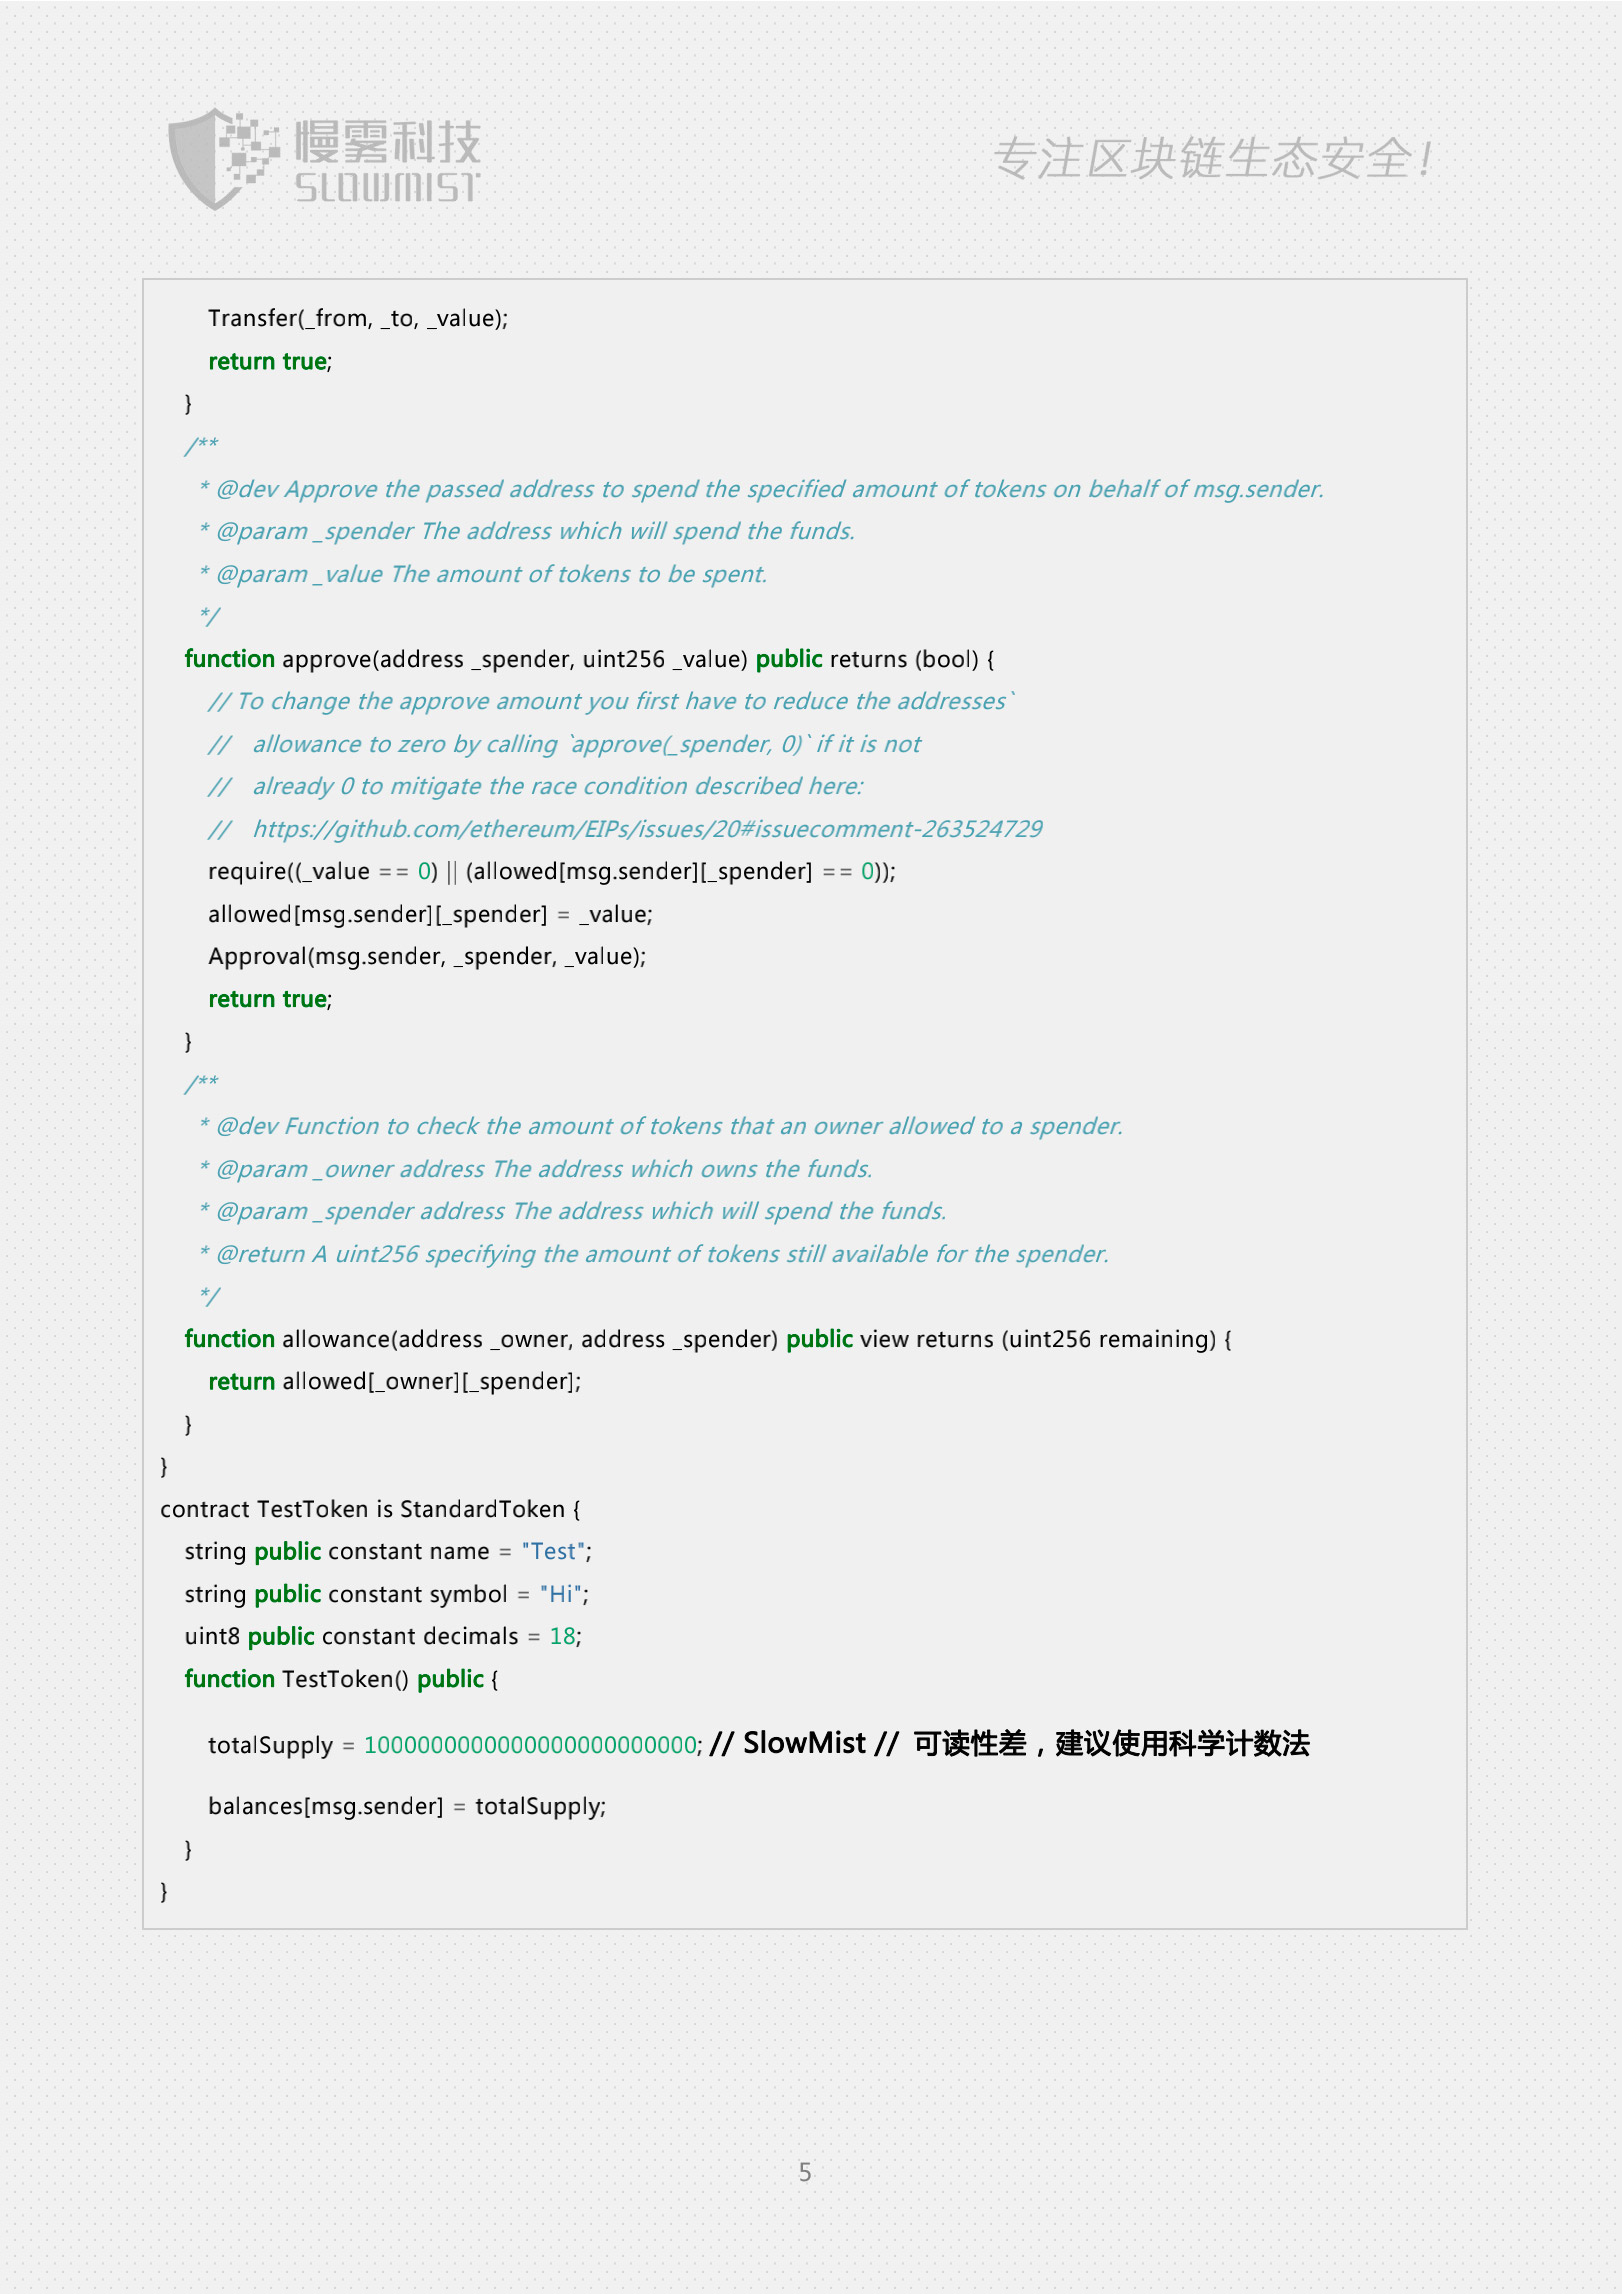 慢雾科技
SLOWMIST
专注区块链生态安全!
Transfer(_from, _to, _value);
return true;
}
/**
* @dev Approve the passed address to spend the specified amount of tokens on behalf of msg.sender.
* @param _spender The address which will spend the funds.
* @param _value The amount of tokens to be spent.
*/
function approve(address _spender, uint256 _value) public returns (bool) {
// To change the approve amount you first have to reduce the addresses`
// allowance to zero by calling `approve(_spender, 0)` if it is not
// already 0 to mitigate the race condition described here:
// https://github.com/ethereum/EIPs/issues/20#issuecomment-263524729
require((_value == 0) || (allowed[msg.sender][_spender] == 0));
allowed[msg.sender][_spender] = _value;
Approval(msg.sender, _spender, _value);
return true;
}
/**
* @dev Function to check the amount of tokens that an owner allowed to a spender.
* @param _owner address The address which owns the funds.
* @param _spender address The address which will spend the funds.
* @return A uint256 specifying the amount of tokens still available for the spender.
*/
function allowance(address _owner, address _spender) public view returns (uint256 remaining) {
return allowed[_owner][_spender];
}
}
contract TestToken is StandardToken {
string public constant name = "Test";
string public constant symbol = "Hi";
uint8 public constant decimals = 18;
function TestToken() public {
totalSupply = 1000000000000000000000000; // SlowMist // 可读性差，建议使用科学计数法
balances[msg.sender] = totalSupply;
}
}
5